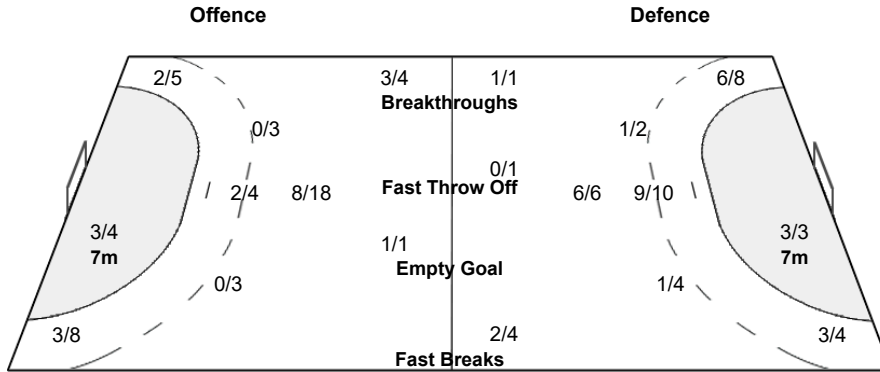 Offence Defence
2/5 3/4 1/1 6/8
Breakthroughs
0/3 1/2
0/1
Fast Throw Off
2/4 8/18 6/6 9/10
3/4 3/3
7m 7m
1/1
Empty Goal
0/3 1/4
3/8 2/4 3/4
Fast Breaks